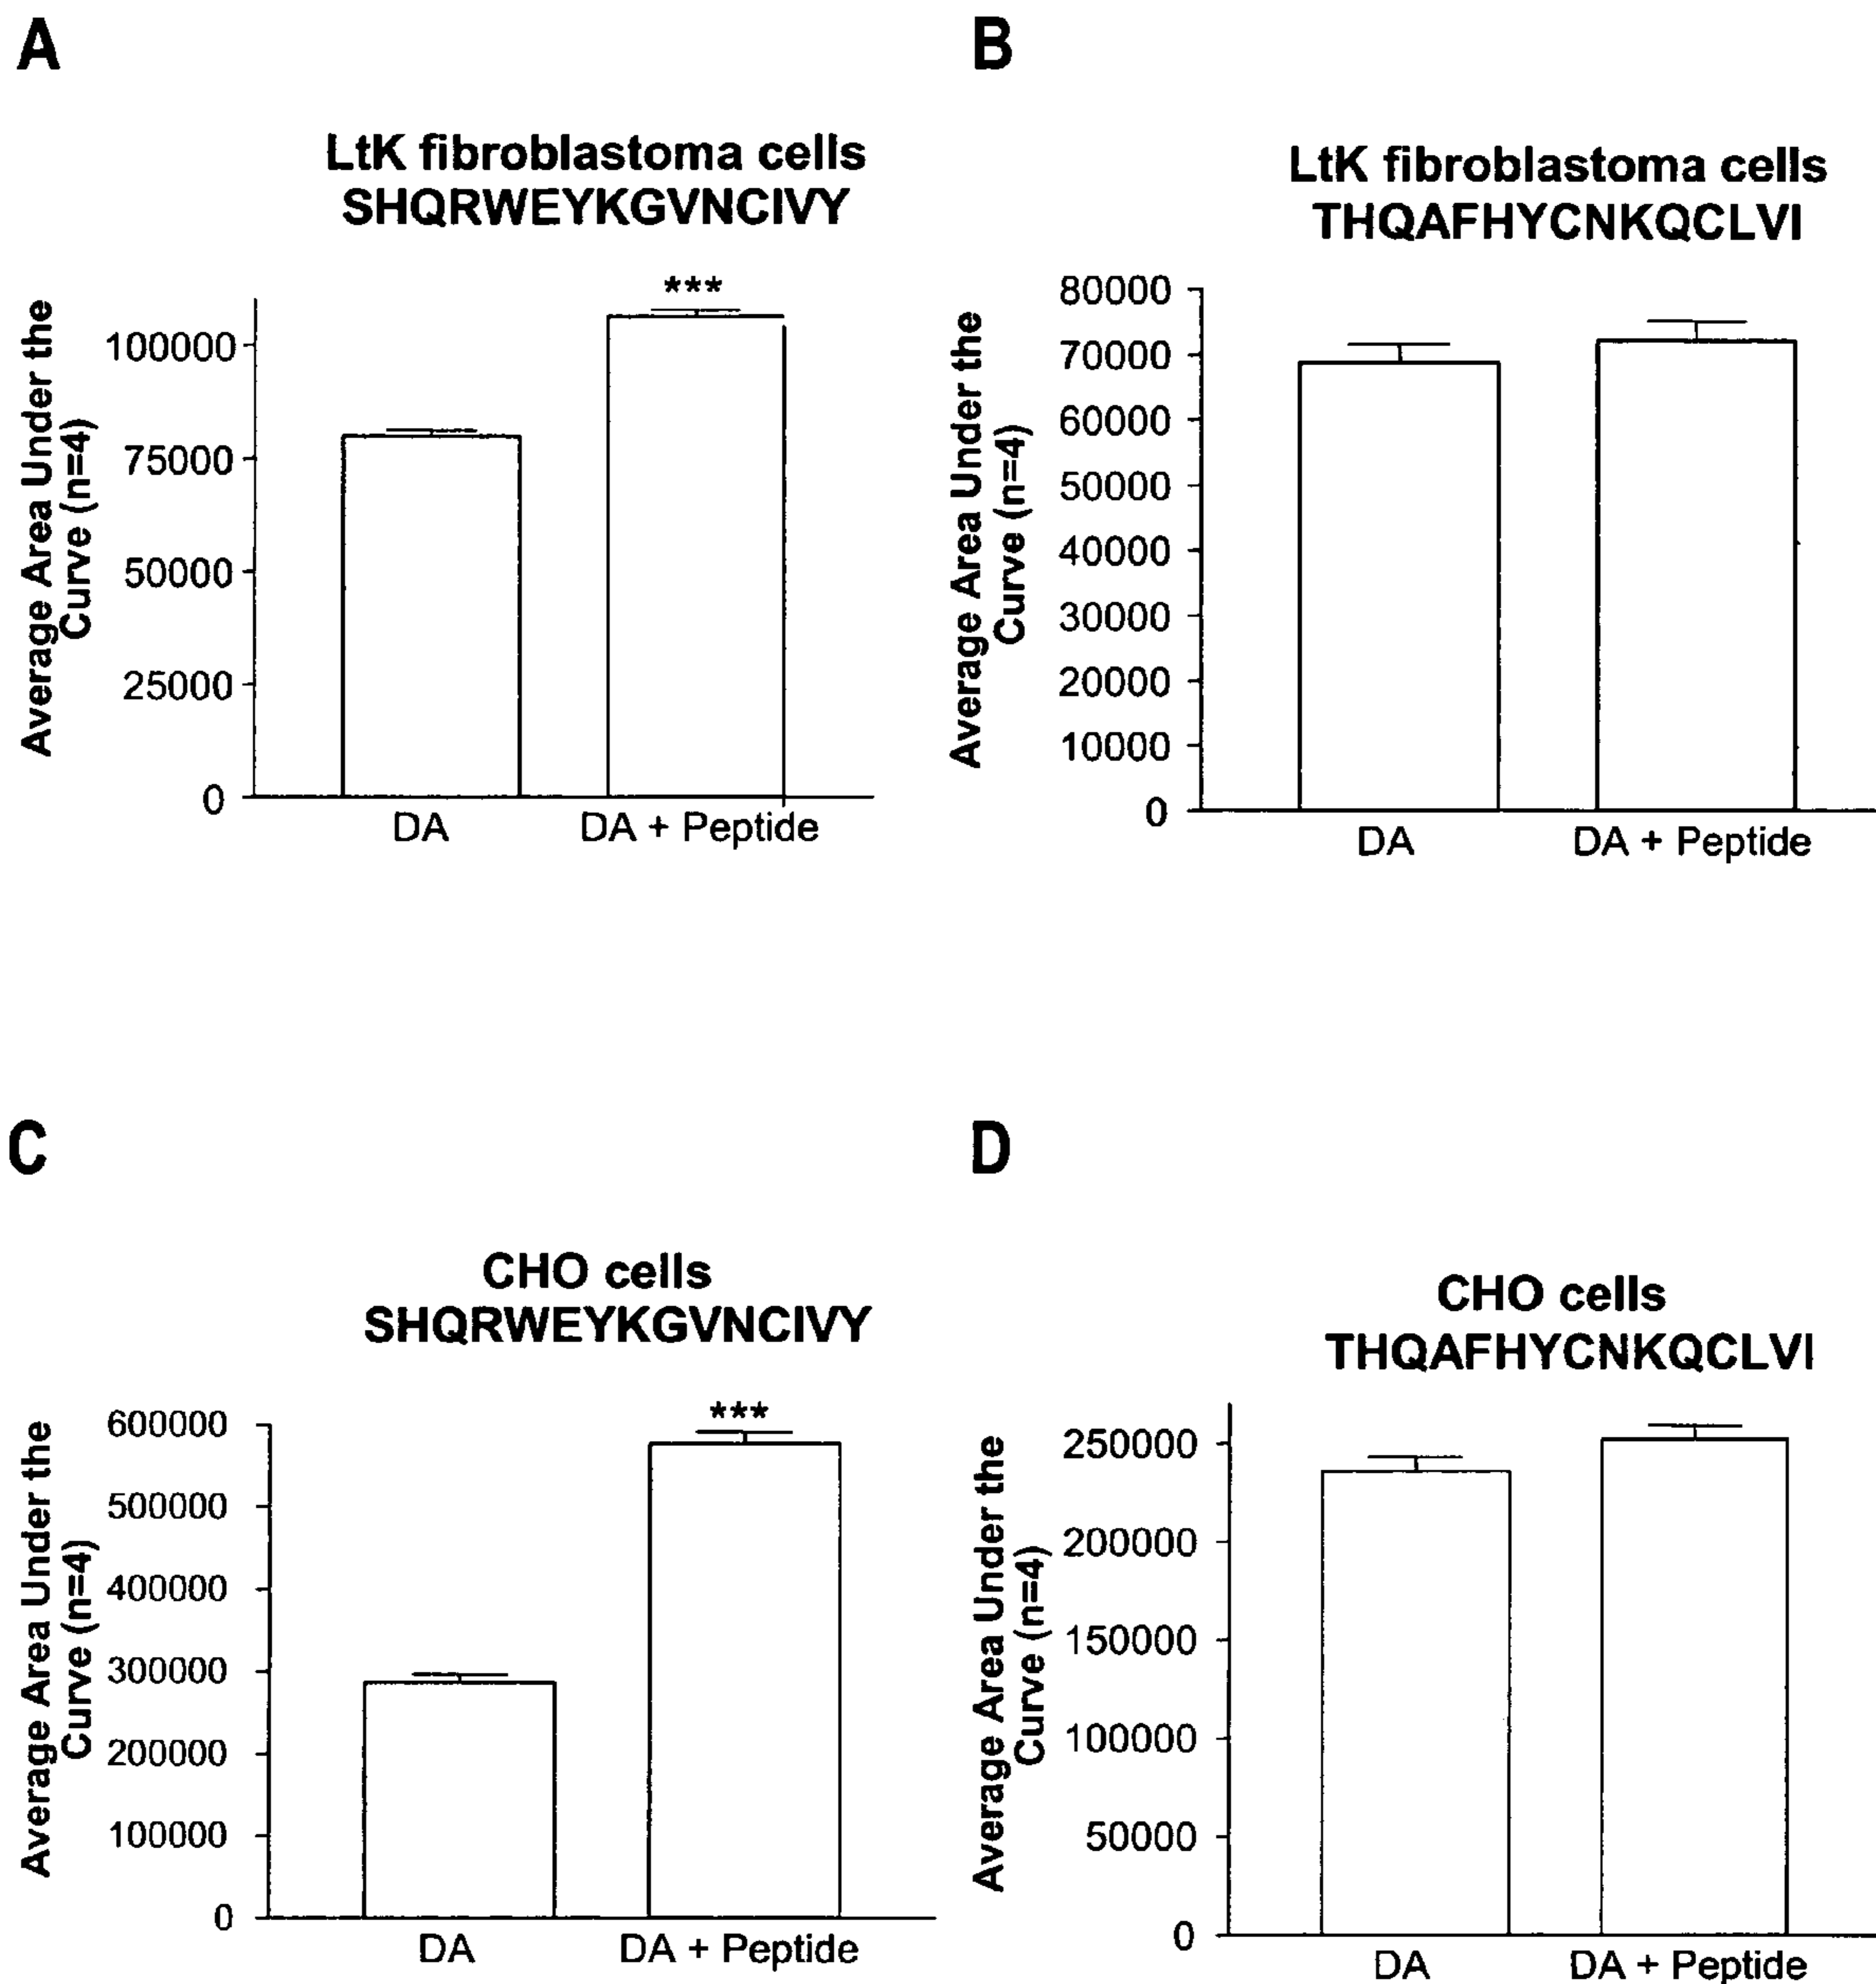 A
LtK fibroblastoma cells
SHQRWEYKGVNCIVY
Average Area Under the
Curve (n=4)
100000
75000
50000
25000
0
***
DA
DA + Peptide
B
LtK fibroblastoma cells
THQAFHYCNKQCLVI
Average Area Under the
Curve (n=4)
80000
70000
60000
50000
40000
30000
20000
10000
0
DA
DA + Peptide
C
CHO cells
SHQRWEYKGVNCIVY
Average Area Under the
Curve (n=4)
600000
500000
400000
300000
200000
100000
0
***
DA
DA + Peptide
D
CHO cells
THQAFHYCNKQCLVI
Average Area Under the
Curve (n=4)
250000
200000
150000
100000
50000
0
DA
DA + Peptide